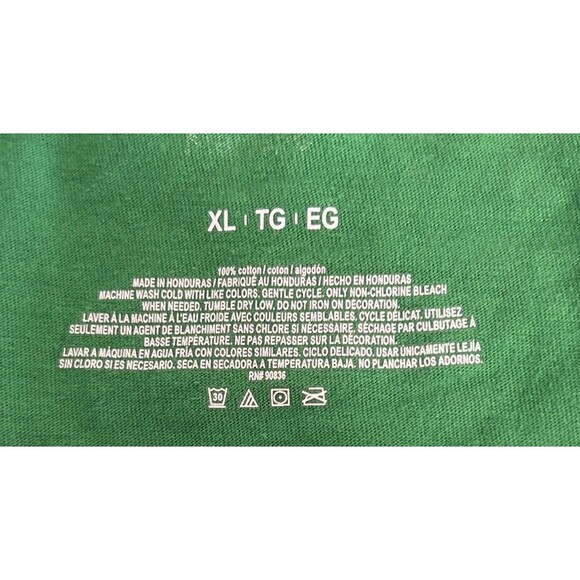 XL | TG | EG
100% cotton / coton / algodón
MADE IN HONDURAS / FABRIQUÉ AU HONDURAS / HECHO EN HONDURAS
MACHINE WASH COLD WITH LIKE COLORS. GENTLE CYCLE. ONLY NON-CHLORINE BLEACH
WHEN NEEDED. TUMBLE DRY LOW. DO NOT IRON ON DECORATION.
LAVER À LA MACHINE À L'EAU FROIDE AVEC COULEURS SEMBLABLES. CYCLE DÉLICAT. UTILISEZ
SEULEMENT UN AGENT DE BLANCHIMENT SANS CHLORE SI NÉCESSAIRE. SÉCHAGE PAR CULBUTAGE À
BASSE TEMPÉRATURE. NE PAS REPASSER SUR LA DÉCORATION.
LAVAR A MÁQUINA EN AGUA FRÍA CON COLORES SIMILARES. CICLO DELICADO. USAR ÚNICAMENTE LEJÍA
SIN CLORO SI ES NECESARIO. SECA EN SECADORA A TEMPERATURA BAJA. NO PLANCHAR LOS ADORNOS.
RN# 90836
30